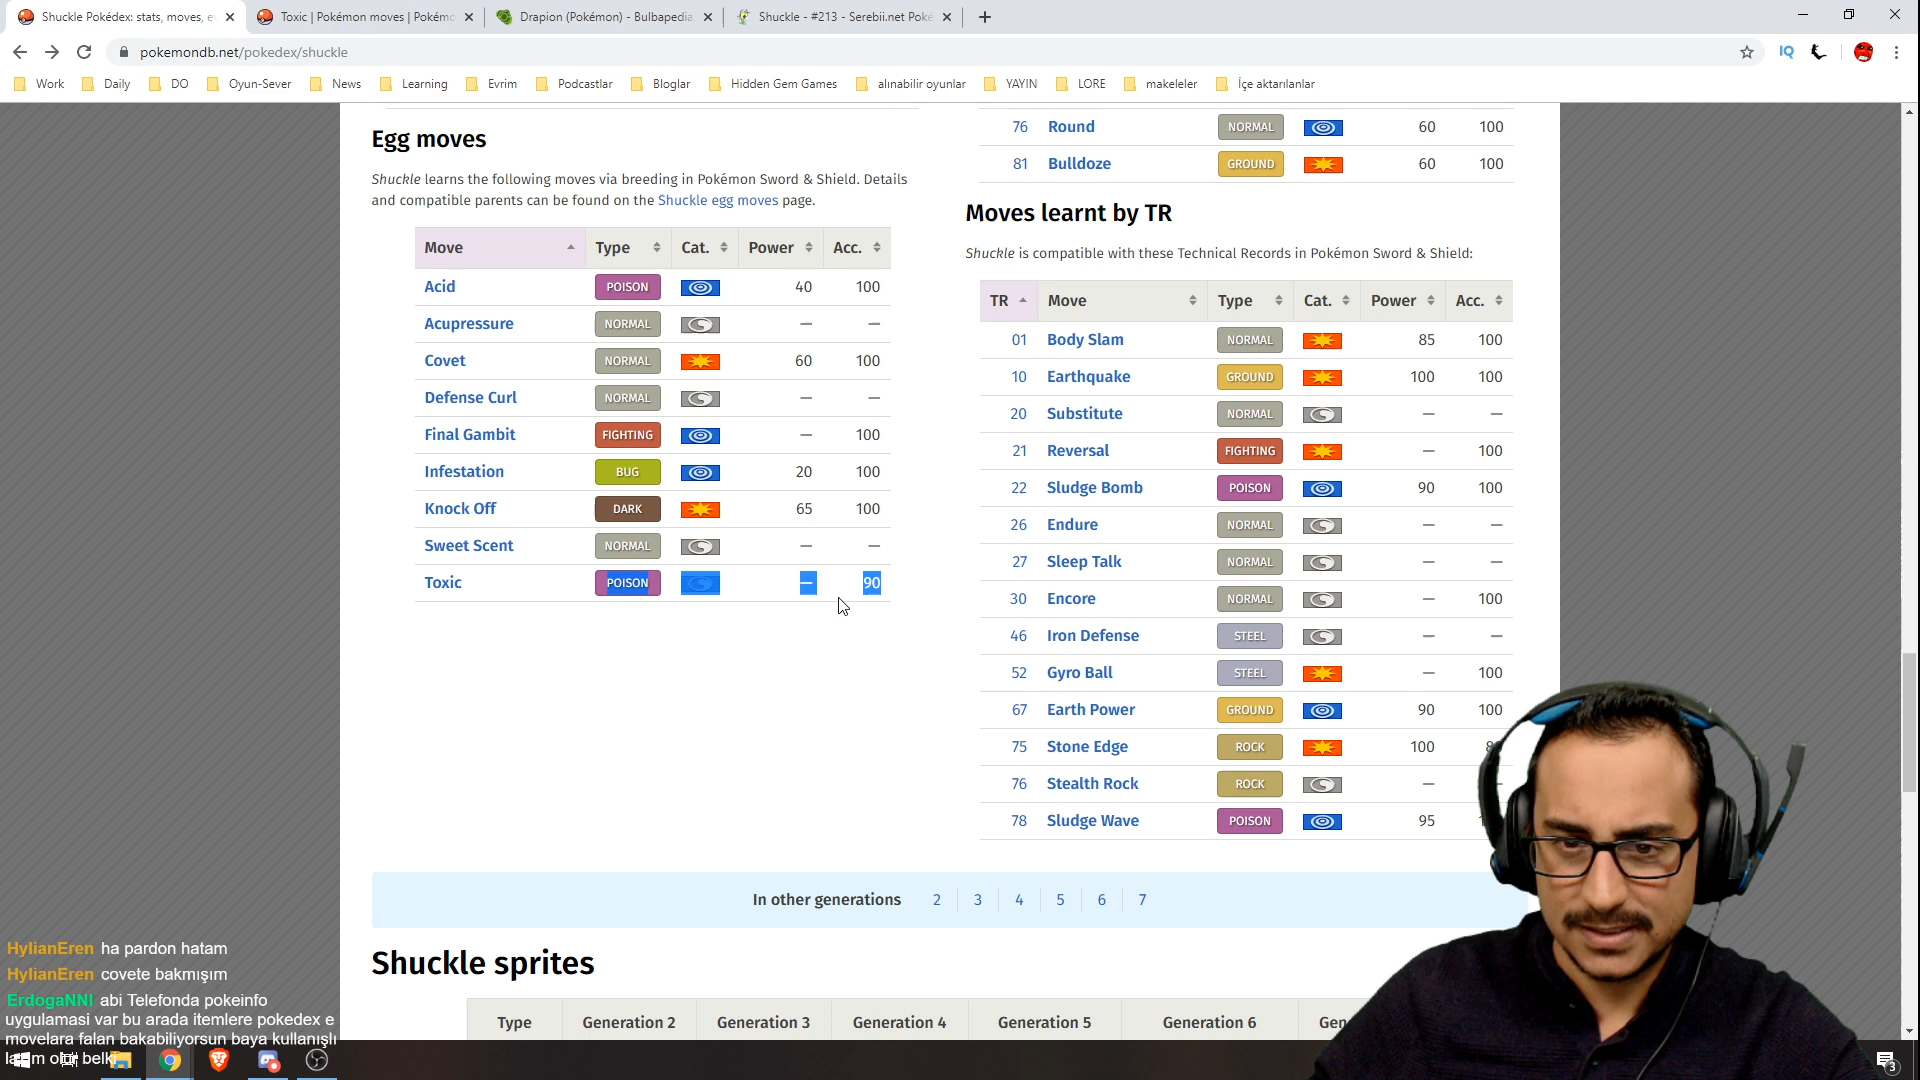 Shuckle Pokédex: stats, moves, e
Toxic | Pokémon moves | Pokém
Drapion (Pokémon) - Bulbapedia
Shuckle - #213 - Serebii.net Pok
pokemondb.net/pokedex/shuckle
IQ
Work Daily DO Oyun-Sever News Learning Evrim Podcastlar Bloglar Hidden Gem Games alınabilir oyunlar YAYIN LORE makeleler İçe aktarılanlar
Egg moves
Shuckle learns the following moves via breeding in Pokémon Sword & Shield. Details
and compatible parents can be found on the Shuckle egg moves page.
Move Type Cat. Power Acc.
Acid POISON 40 100
Acupressure NORMAL — —
Covet NORMAL 60 100
Defense Curl NORMAL — —
Final Gambit FIGHTING — 100
Infestation BUG 20 100
Knock Off DARK 65 100
Sweet Scent NORMAL — —
Toxic POISON — 90
76 Round NORMAL 60 100
81 Bulldoze GROUND 60 100
Moves learnt by TR
Shuckle is compatible with these Technical Records in Pokémon Sword & Shield:
TR Move Type Cat. Power Acc.
01 Body Slam NORMAL 85 100
10 Earthquake GROUND 100 100
20 Substitute NORMAL — —
21 Reversal FIGHTING — 100
22 Sludge Bomb POISON 90 100
26 Endure NORMAL — —
27 Sleep Talk NORMAL — —
30 Encore NORMAL — 100
46 Iron Defense STEEL — —
52 Gyro Ball STEEL — 100
67 Earth Power GROUND 90 100
75 Stone Edge ROCK 100
76 Stealth Rock ROCK —
78 Sludge Wave POISON 95
In other generations 2 3 4 5 6 7
Shuckle sprites
Type Generation 2 Generation 3 Generation 4 Generation 5 Generation 6 Gen
HylianEren ha pardon hatam
HylianEren covete bakmışım
ErdogaNNI abi Telefonda pokeinfo
uygulamasi var bu arada itemlere pokedex e
movelara falan bakabiliyorsun baya kullanışlı
belki
3